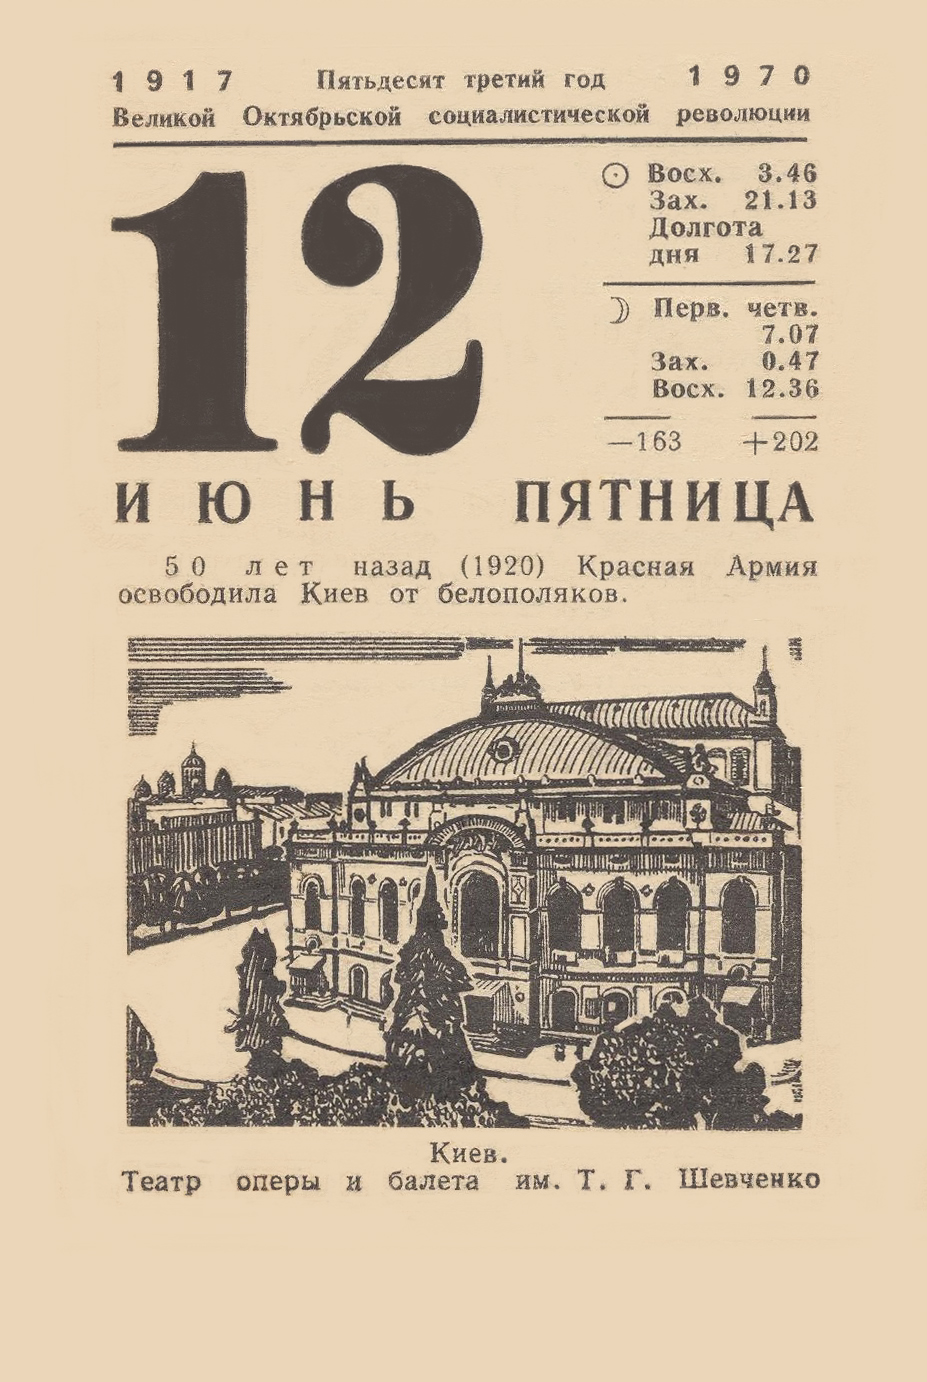 1917 Пятьдесят третий год 1970
Великой Октябрьской социалистической революции
12
Восх. 3.46
Зах. 21.13
Долгота
дня 17.27
Перв. четв.
7.07
Зах. 0.47
Восх. 12.36
—163 +202
ИЮНЬ ПЯТНИЦА
50 лет назад (1920) Красная Армия
освободила Киев от белополяков.
Киев.
Театр оперы и балета им. Т. Г. Шевченко